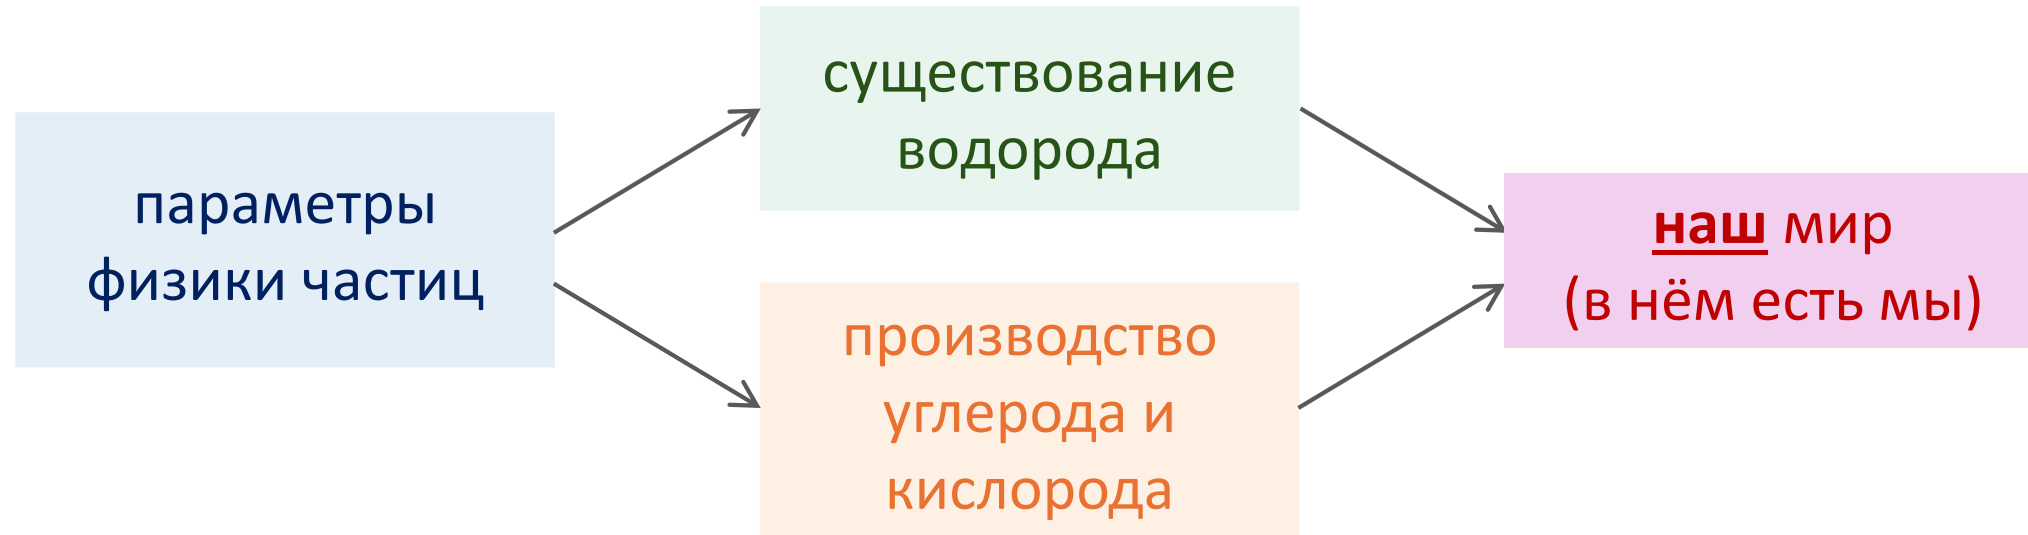 параметры
физики частиц
существование
водорода
производство
углерода и
кислорода
наш мир
(в нём есть мы)